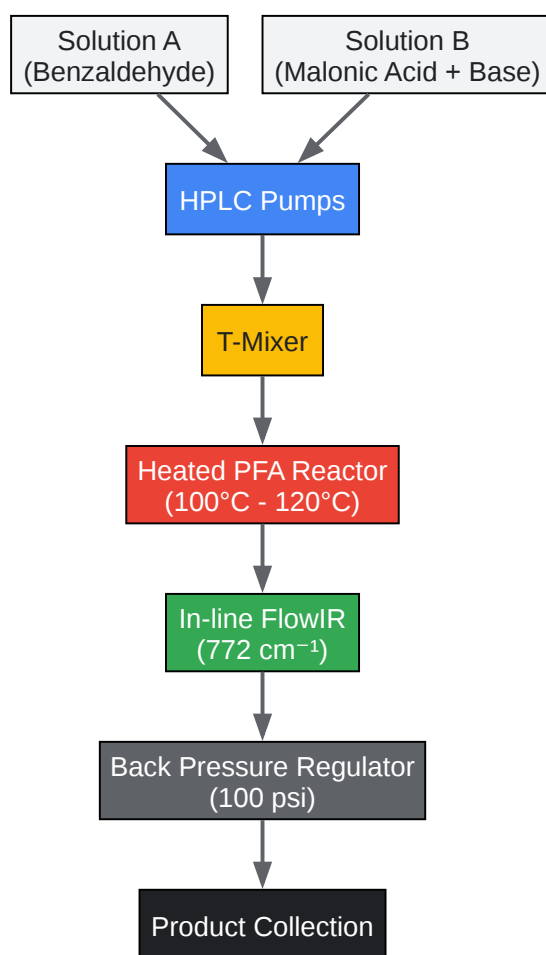 Solution A
(Benzaldehyde)
Solution B
(Malonic Acid + Base)
HPLC Pumps
T-Mixer
Heated PFA Reactor
(100°C - 120°C)
In-line FlowIR
(772 cm⁻¹)
Back Pressure Regulator
(100 psi)
Product Collection